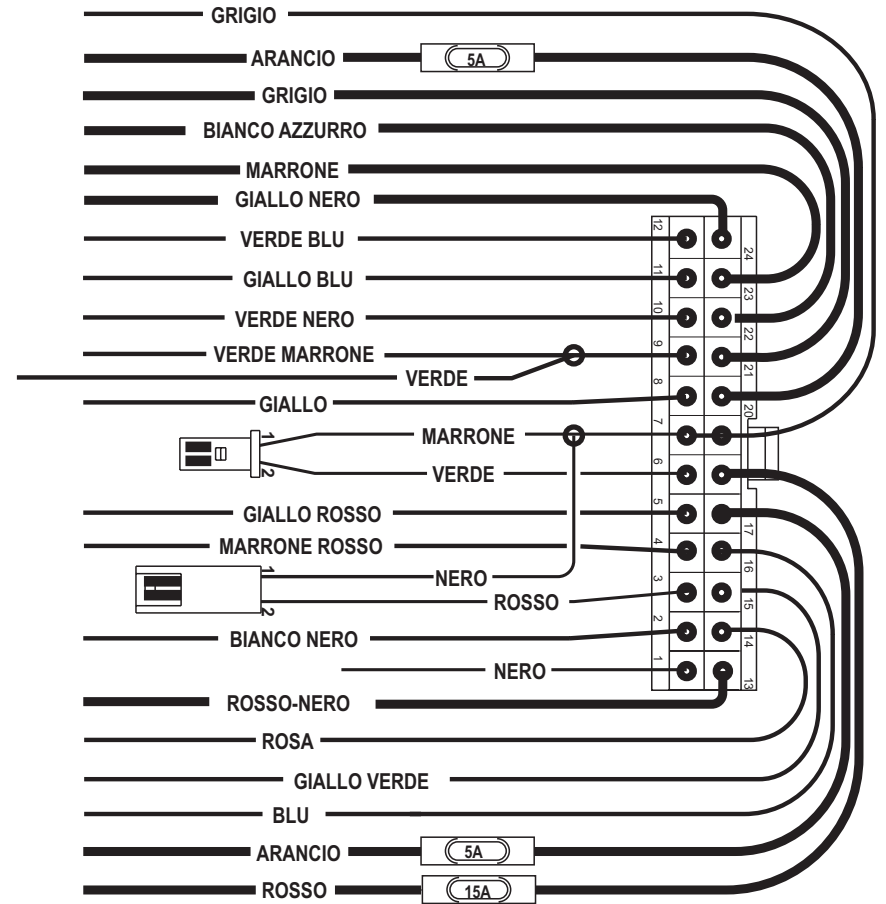 GRIGIO
ARANCIO 5A
GRIGIO
BIANCO AZZURRO
MARRONE
GIALLO NERO
VERDE BLU 12 24
GIALLO BLU 11 23
VERDE NERO 10 22
VERDE MARRONE 9 21
VERDE
GIALLO 8 20
1 MARRONE 7
2 VERDE 6
GIALLO ROSSO 5 17
MARRONE ROSSO 4 16
1 NERO
2 ROSSO 3 15
BIANCO NERO 2 14
NERO 1 13
ROSSO-NERO
ROSA
GIALLO VERDE
BLU
ARANCIO 5A
ROSSO 15A